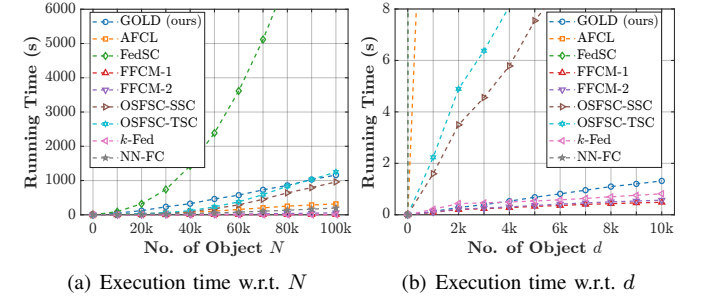 Running Time (s)
6000
5000
4000
3000
2000
1000
0
0 20k 40k 60k 80k 100k
No. of Object N
GOLD (ours)
AFCL
FedSC
FFCM-1
FFCM-2
OSFSC-SSC
OSFSC-TSC
k-Fed
NN-FC
(a) Execution time w.r.t. N
Running Time (s)
8
6
4
2
0
0 2k 4k 6k 8k 10k
No. of Object d
GOLD (ours)
AFCL
FedSC
FFCM-1
FFCM-2
OSFSC-SSC
OSFSC-TSC
k-Fed
NN-FC
(b) Execution time w.r.t. d